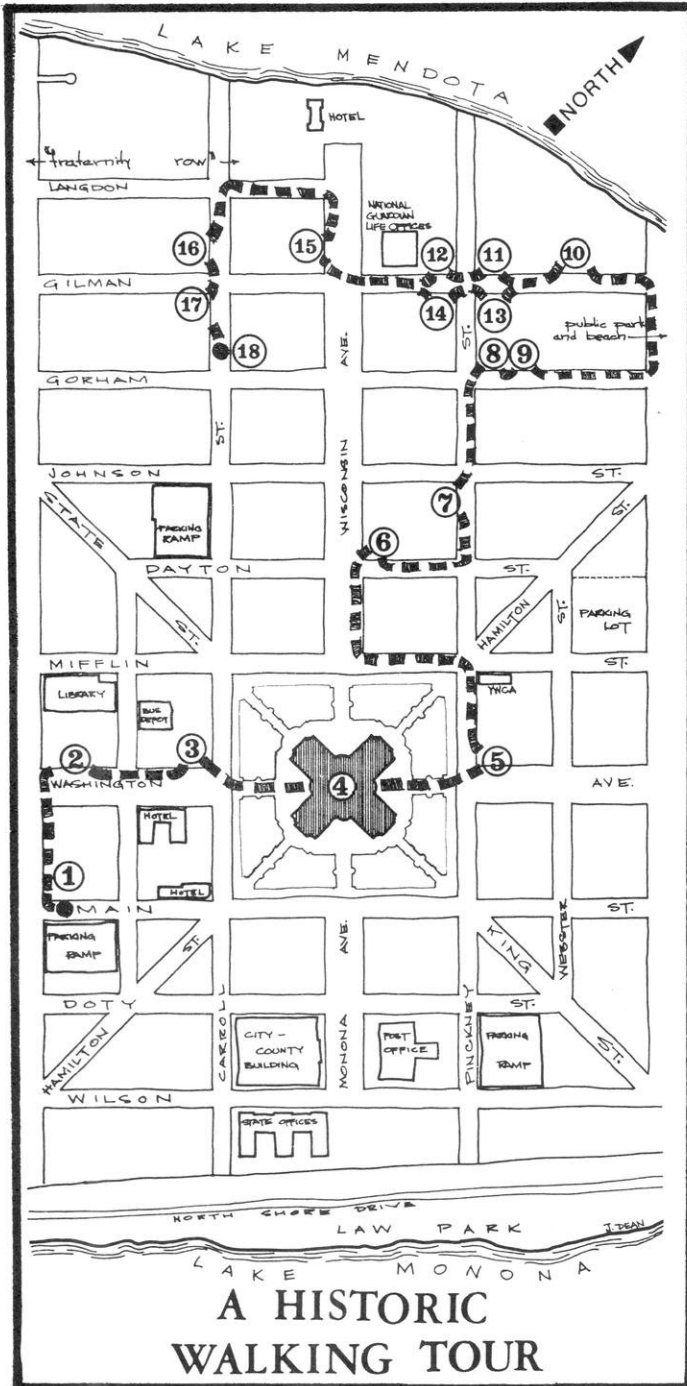 LAKE MENDOTA
NORTH
HOTEL
"fraternity row"
LANGDON
NATIONAL
GUARDIAN
LIFE OFFICES
16
15
12
11
10
GILMAN
17
14
13
public park
and beach
18
AVE.
ST.
8
9
GORHAM
ST.
WISCONSIN
JOHNSON
ST.
STATE
PARKING
RAMP
7
ST.
6
DAYTON
ST.
ST.
HAMILTON
ST.
PARKING
LOT
MIFFLIN
ST.
LIBRARY
BUS
DEPOT
YWCA
2
3
4
5
WASHINGTON
AVE.
HOTEL
1
HOTEL
MAIN
ST.
PARKING
RAMP
ST.
AVE.
KING
WEBSTER
DOTY
ST.
HAMILTON
CARROLL
CITY-
COUNTY
BUILDING
MONONA
POST
OFFICE
PINCKNEY
PARKING
RAMP
ST.
WILSON
STATE OFFICES
NORTH SHORE DRIVE
LAW PARK
J. DEAN
LAKE MONONA
A HISTORIC
WALKING TOUR